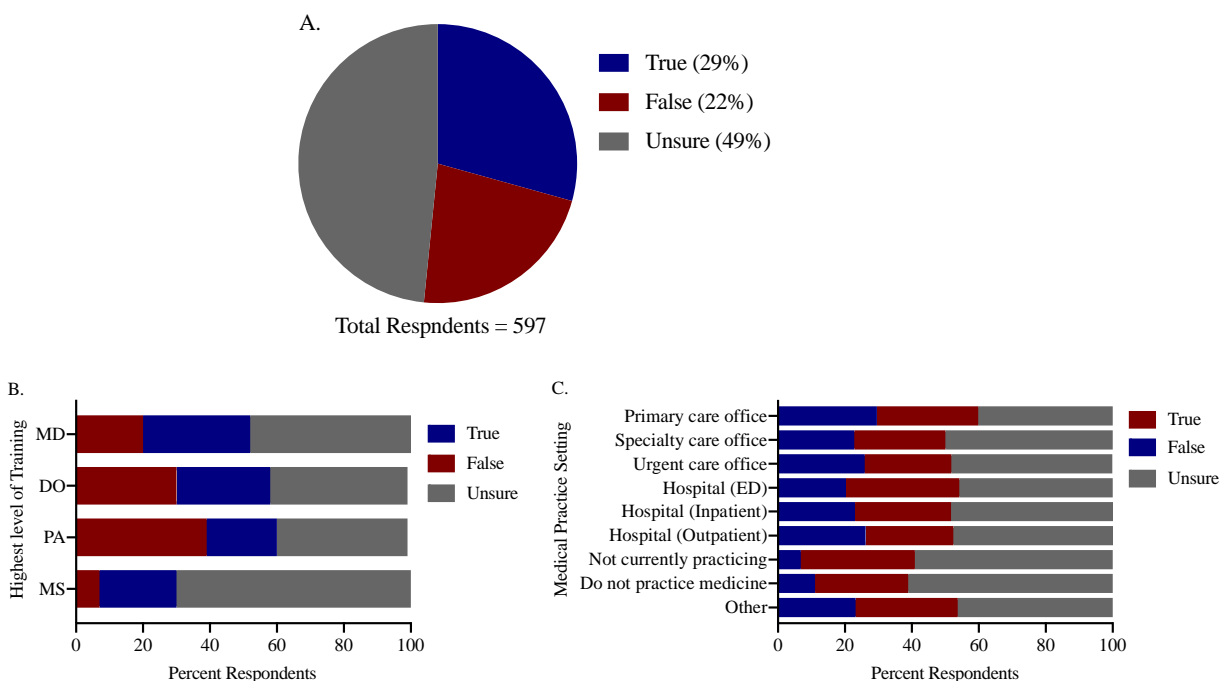 A.
True (29%)
False (22%)
Unsure (49%)
Total Respndents = 597
B.
Highest level of Training
MD
DO
PA
MS
0 20 40 60 80 100
Percent Respondents
True
False
Unsure
C.
Medical Practice Setting
Primary care office
Specialty care office
Urgent care office
Hospital (ED)
Hospital (Inpatient)
Hospital (Outpatient)
Not currently practicing
Do not practice medicine
Other
0 20 40 60 80 100
Percent Respondents
True
False
Unsure